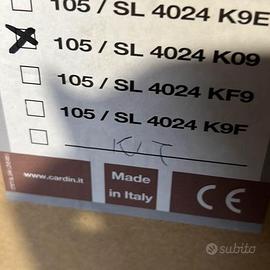 105 / SL 4024 K9E
105 / SL 4024 K09
105 / SL 4024 KF9
105 / SL 4024 K9F
KIT
www.cardin.it
Made
in Italy
CE
subito